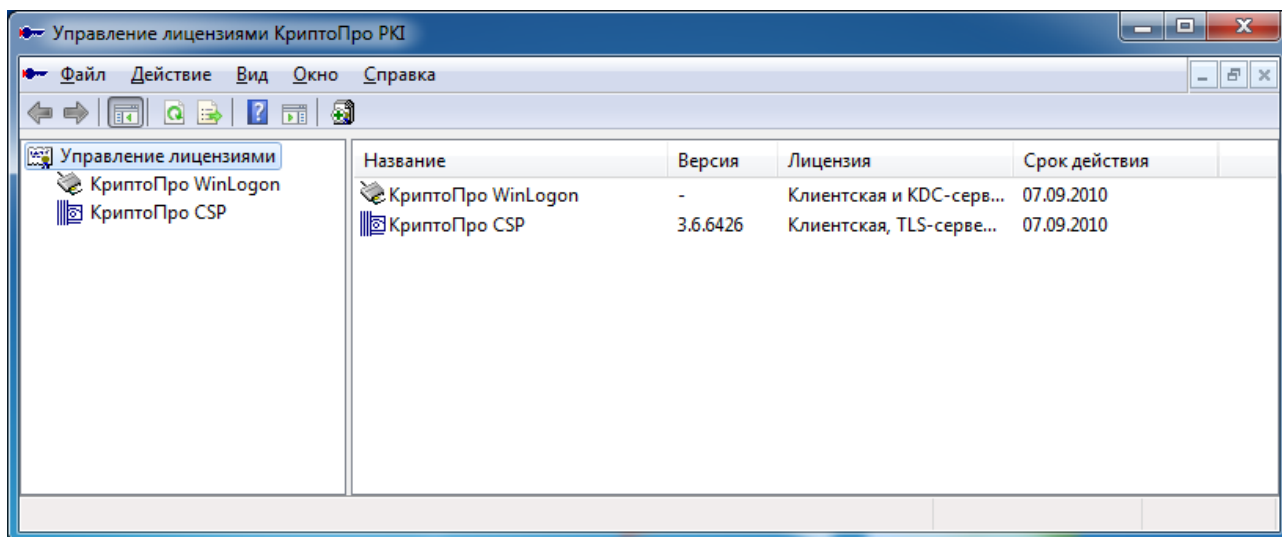 Управление лицензиями КриптоПро PKI
Файл Действие Вид Окно Справка
Управление лицензиями
КриптоПро WinLogon
КриптоПро CSP
Название Версия Лицензия Срок действия
КриптоПро WinLogon - Клиентская и KDC-серв... 07.09.2010
КриптоПро CSP 3.6.6426 Клиентская, TLS-серве... 07.09.2010